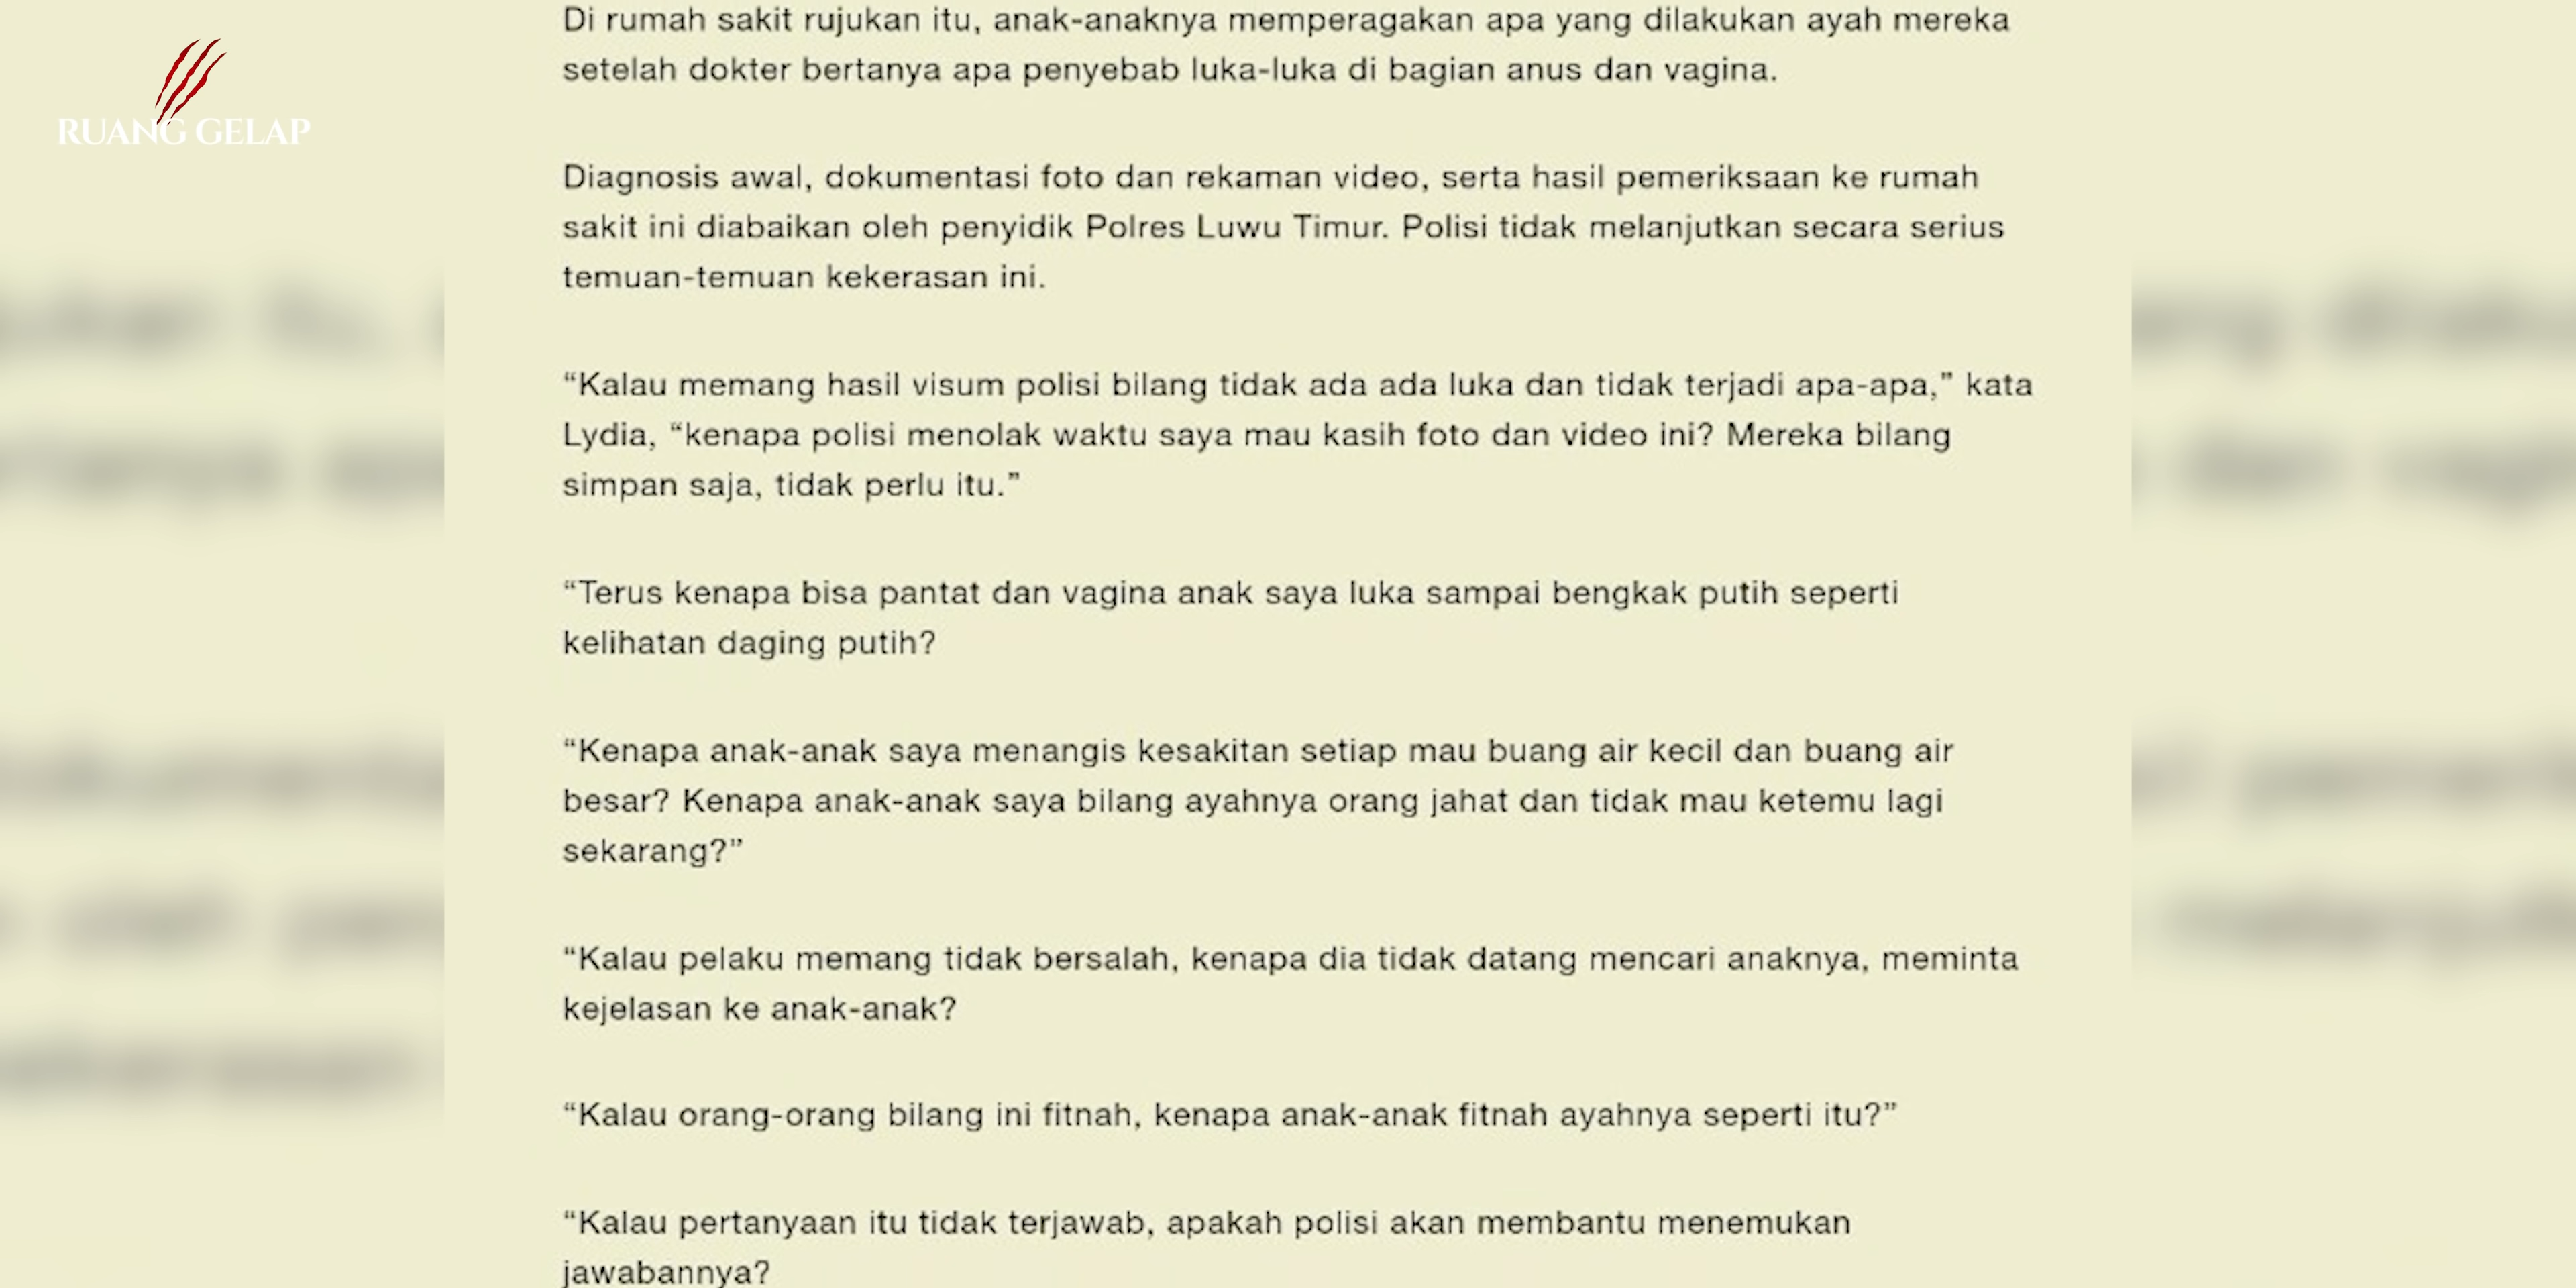 RUANG GELAP
Di rumah sakit rujukan itu, anak-anaknya memperagakan apa yang dilakukan ayah mereka
setelah dokter bertanya apa penyebab luka-luka di bagian anus dan vagina.
Diagnosis awal, dokumentasi foto dan rekaman video, serta hasil pemeriksaan ke rumah
sakit ini diabaikan oleh penyidik Polres Luwu Timur. Polisi tidak melanjutkan secara serius
temuan-temuan kekerasan ini.
“Kalau memang hasil visum polisi bilang tidak ada ada luka dan tidak terjadi apa-apa,” kata
Lydia, “kenapa polisi menolak waktu saya mau kasih foto dan video ini? Mereka bilang
simpan saja, tidak perlu itu.”
“Terus kenapa bisa pantat dan vagina anak saya luka sampai bengkak putih seperti
kelihatan daging putih?
“Kenapa anak-anak saya menangis kesakitan setiap mau buang air kecil dan buang air
besar? Kenapa anak-anak saya bilang ayahnya orang jahat dan tidak mau ketemu lagi
sekarang?”
“Kalau pelaku memang tidak bersalah, kenapa dia tidak datang mencari anaknya, meminta
kejelasan ke anak-anak?
“Kalau orang-orang bilang ini fitnah, kenapa anak-anak fitnah ayahnya seperti itu?”
“Kalau pertanyaan itu tidak terjawab, apakah polisi akan membantu menemukan
jawabannya?